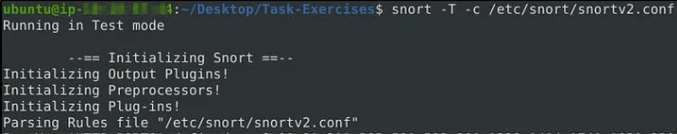 ubuntu@ip- 4:~/Desktop/Task-Exercises$ snort -T -c /etc/snort/snortv2.conf
Running in Test mode
--== Initializing Snort ==--
Initializing Output Plugins!
Initializing Preprocessors!
Initializing Plug-ins!
Parsing Rules file "/etc/snort/snortv2.conf"